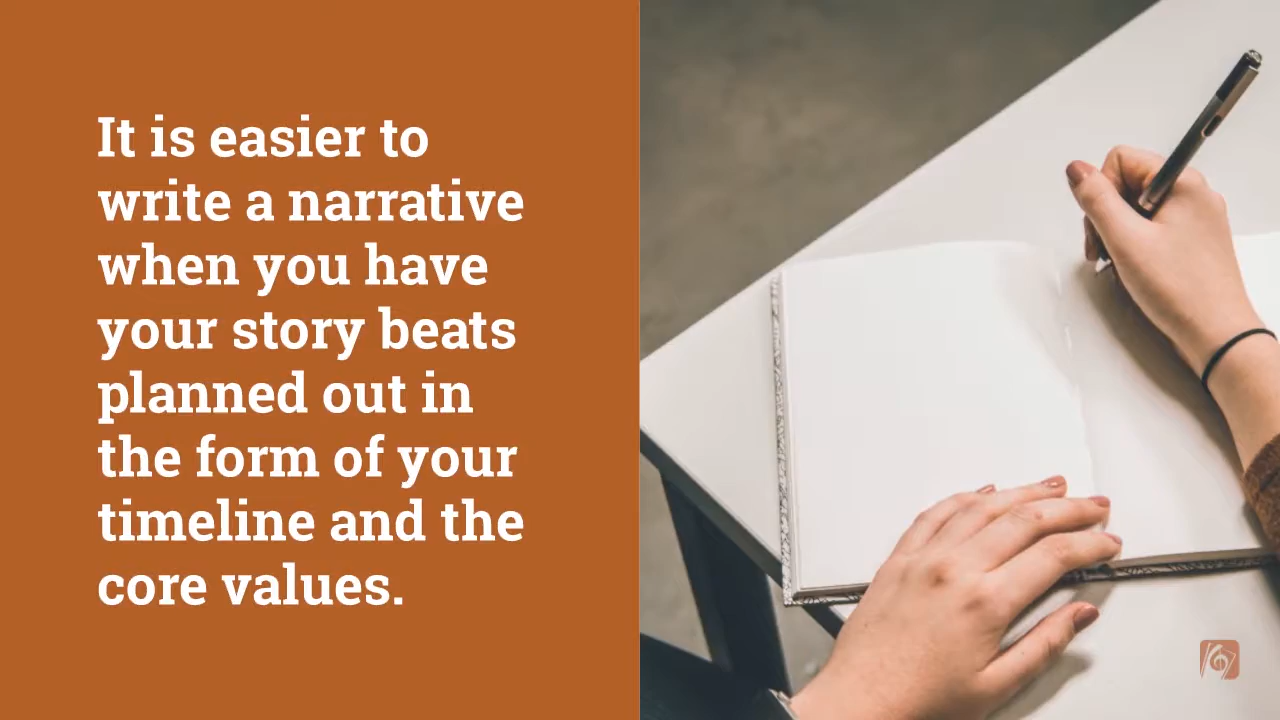 It is easier to
write a narrative
when you have
your story beats
planned out in
the form of your
timeline and the
core values.